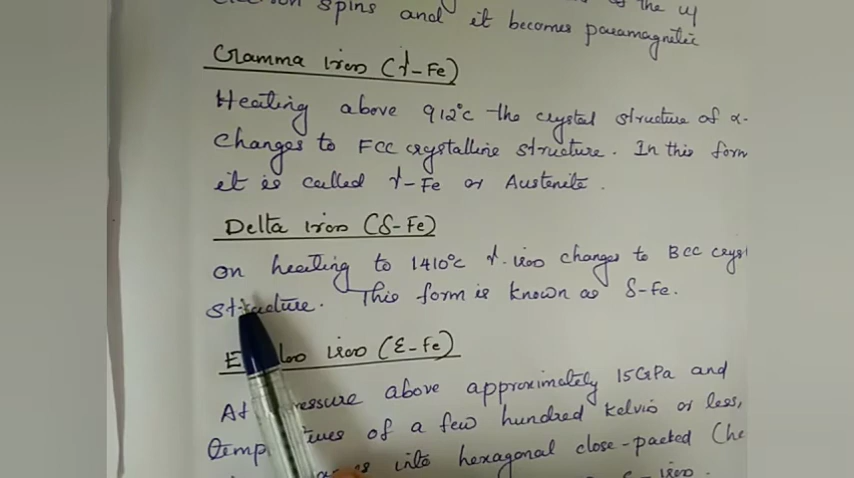 spins and it becomes paramagnetic
Gamma iron (γ-Fe)
Heating above 912°c the crystal structure of α-
changes to FCC crystalline structure. In this form
it is called γ-Fe or Austenite.
Delta iron (δ-Fe)
on heating to 1410°c γ-iron changes to BCC
structure. This form is known as δ-Fe.
iron (ε-Fe)
At above approximately 15GPa and
of a few hundred kelvin or less,
into hexagonal close-packed